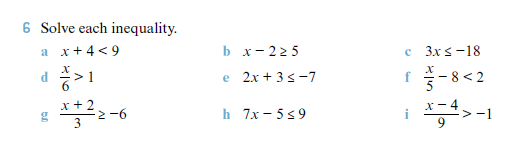 6 Solve each inequality.
a x + 4 < 9 b x − 2 ≥ 5 c 3x ≤ −18
d x/6 > 1 e 2x + 3 ≤ −7 f x/5 − 8 < 2
g (x + 2)/3 ≥ −6 h 7x − 5 ≤ 9 i (x − 4)/9 > −1